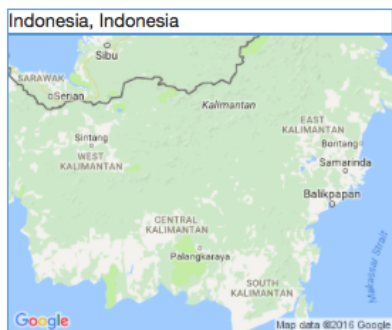 Indonesia, Indonesia
Sibu
SARAWAK
Serian
Kalimantan
EAST
KALIMANTAN
Sintang
Bontang
WEST
KALIMANTAN
Samarinda
Balikpapan
CENTRAL
KALIMANTAN
Palangkaraya
Makassar Strait
SOUTH
KALIMANTAN
Google
Map data ©2016 Google